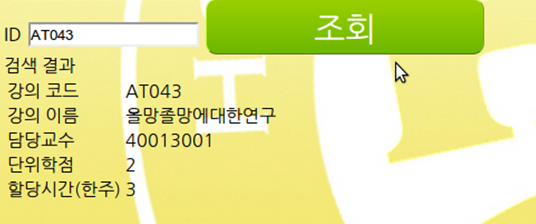 ID AT043 조회
검색 결과
강의 코드 AT043
강의 이름 올망졸망에대한연구
담당교수 40013001
단위학점 2
할당시간(한주) 3